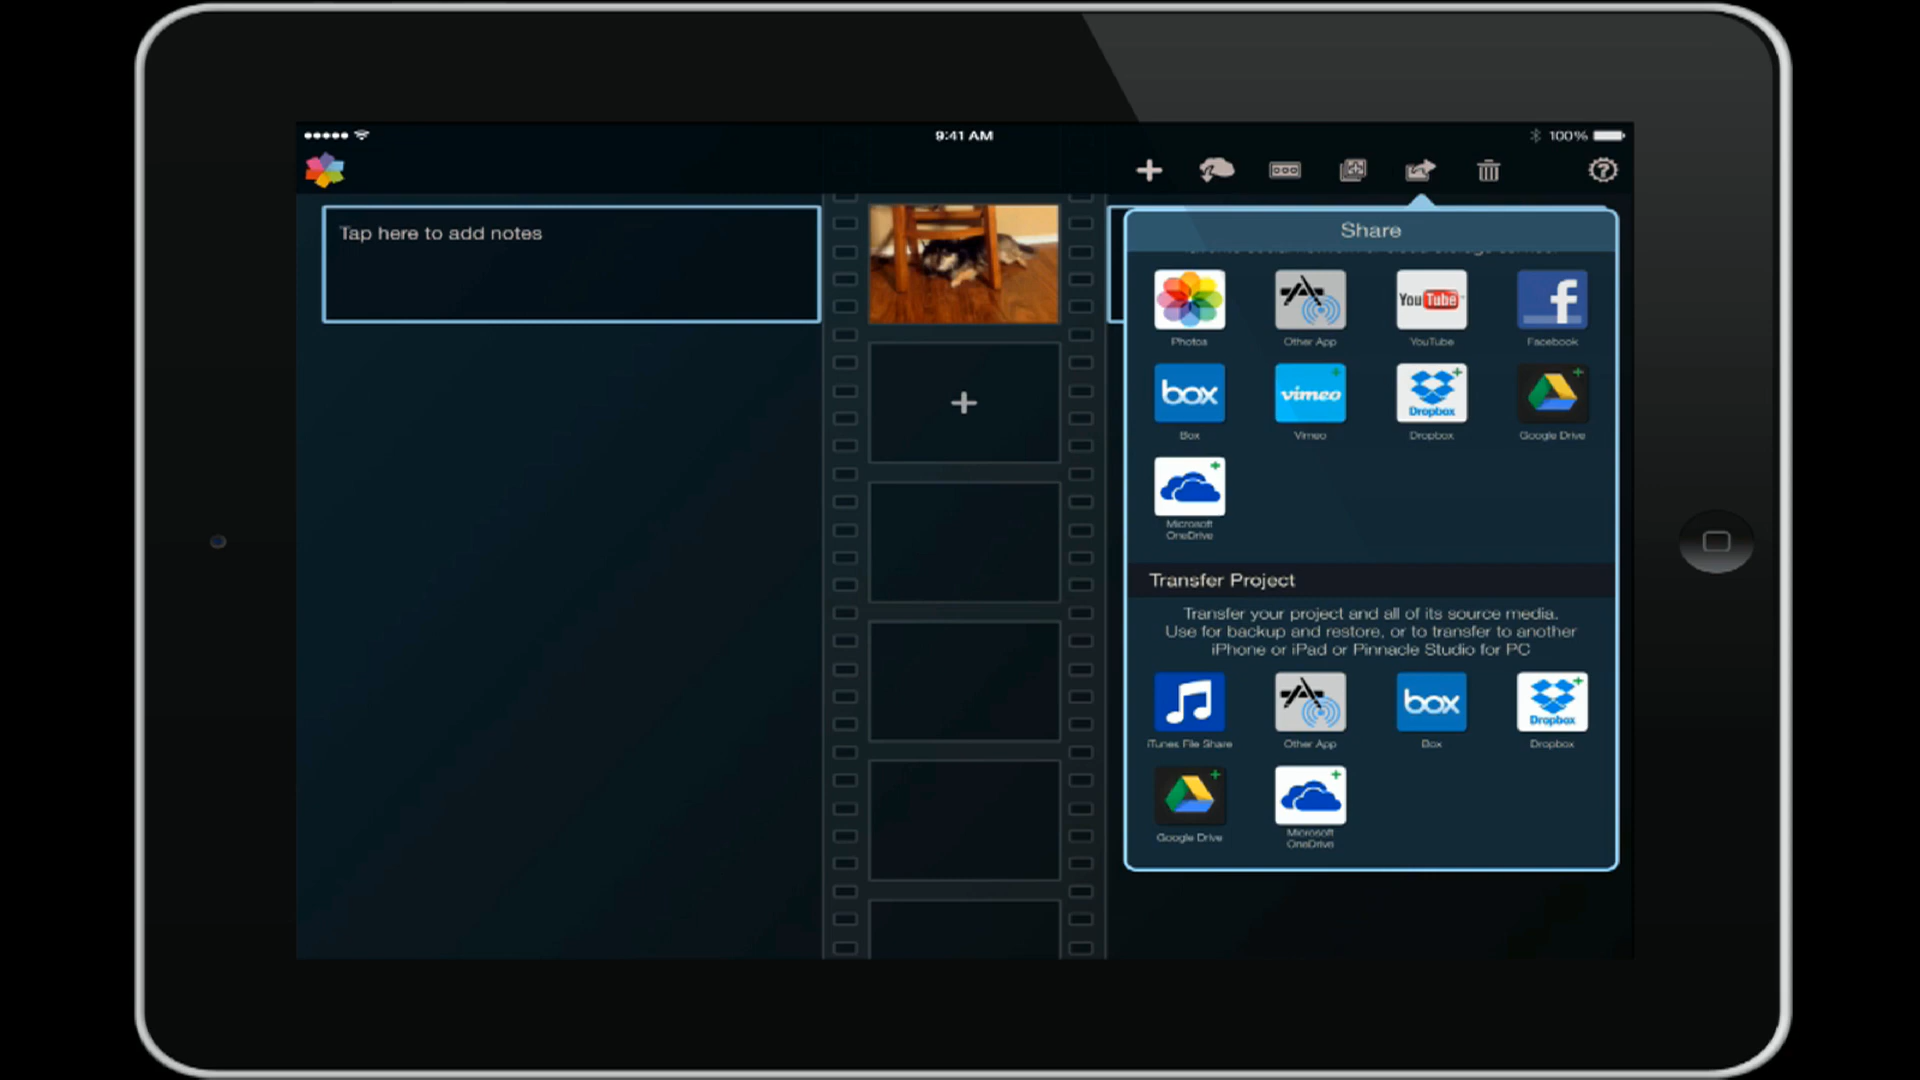 9:41 AM
100%
Tap here to add notes
Share
Photos
Other App
You Tube
YouTube
f
Facebook
box
Box
vimeo
Vimeo
Dropbox
Dropbox
Google Drive
Microsoft
OneDrive
Transfer Project
Transfer your project and all of its source media.
Use for backup and restore, or to transfer to another
iPhone or iPad or Pinnacle Studio for PC
iTunes File Share
Other App
box
Box
Dropbox
Dropbox
Google Drive
Microsoft
OneDrive